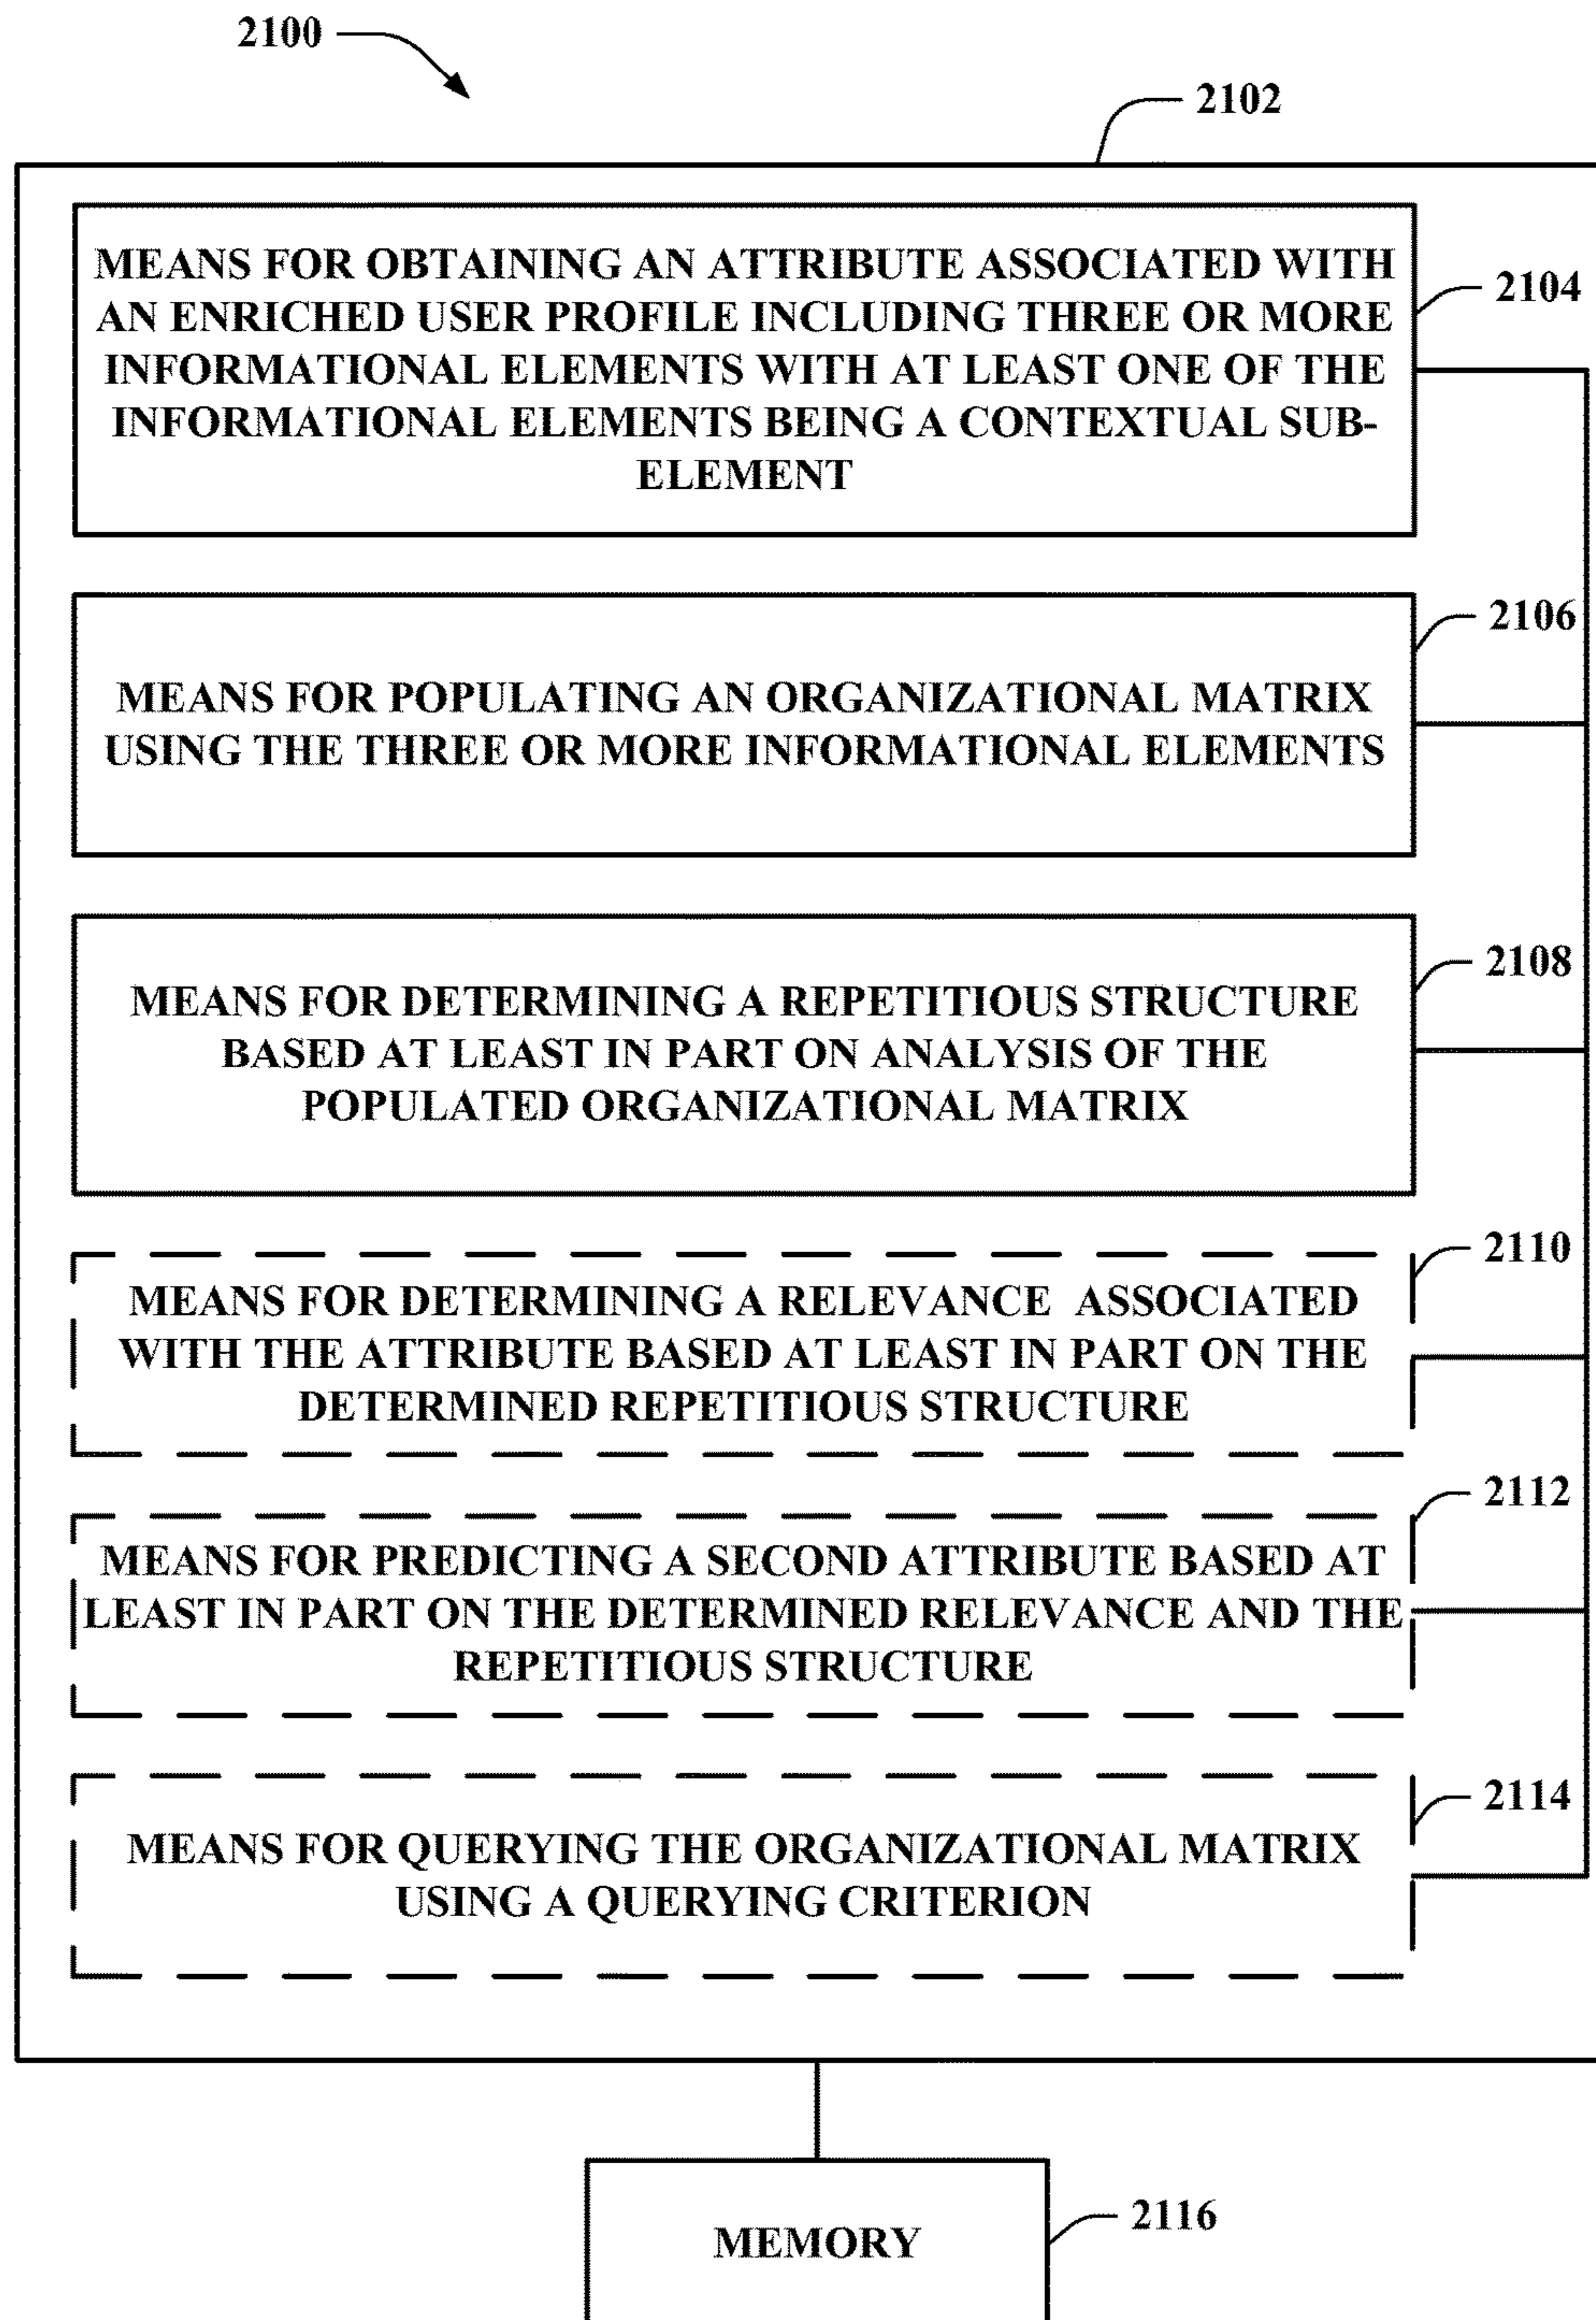 2100
2102
MEANS FOR OBTAINING AN ATTRIBUTE ASSOCIATED WITH
AN ENRICHED USER PROFILE INCLUDING THREE OR MORE
INFORMATIONAL ELEMENTS WITH AT LEAST ONE OF THE
INFORMATIONAL ELEMENTS BEING A CONTEXTUAL SUB-
ELEMENT
2104
MEANS FOR POPULATING AN ORGANIZATIONAL MATRIX
USING THE THREE OR MORE INFORMATIONAL ELEMENTS
2106
MEANS FOR DETERMINING A REPETITIOUS STRUCTURE
BASED AT LEAST IN PART ON ANALYSIS OF THE
POPULATED ORGANIZATIONAL MATRIX
2108
MEANS FOR DETERMINING A RELEVANCE ASSOCIATED
WITH THE ATTRIBUTE BASED AT LEAST IN PART ON THE
DETERMINED REPETITIOUS STRUCTURE
2110
MEANS FOR PREDICTING A SECOND ATTRIBUTE BASED AT
LEAST IN PART ON THE DETERMINED RELEVANCE AND THE
REPETITIOUS STRUCTURE
2112
MEANS FOR QUERYING THE ORGANIZATIONAL MATRIX
USING A QUERYING CRITERION
2114
MEMORY
2116